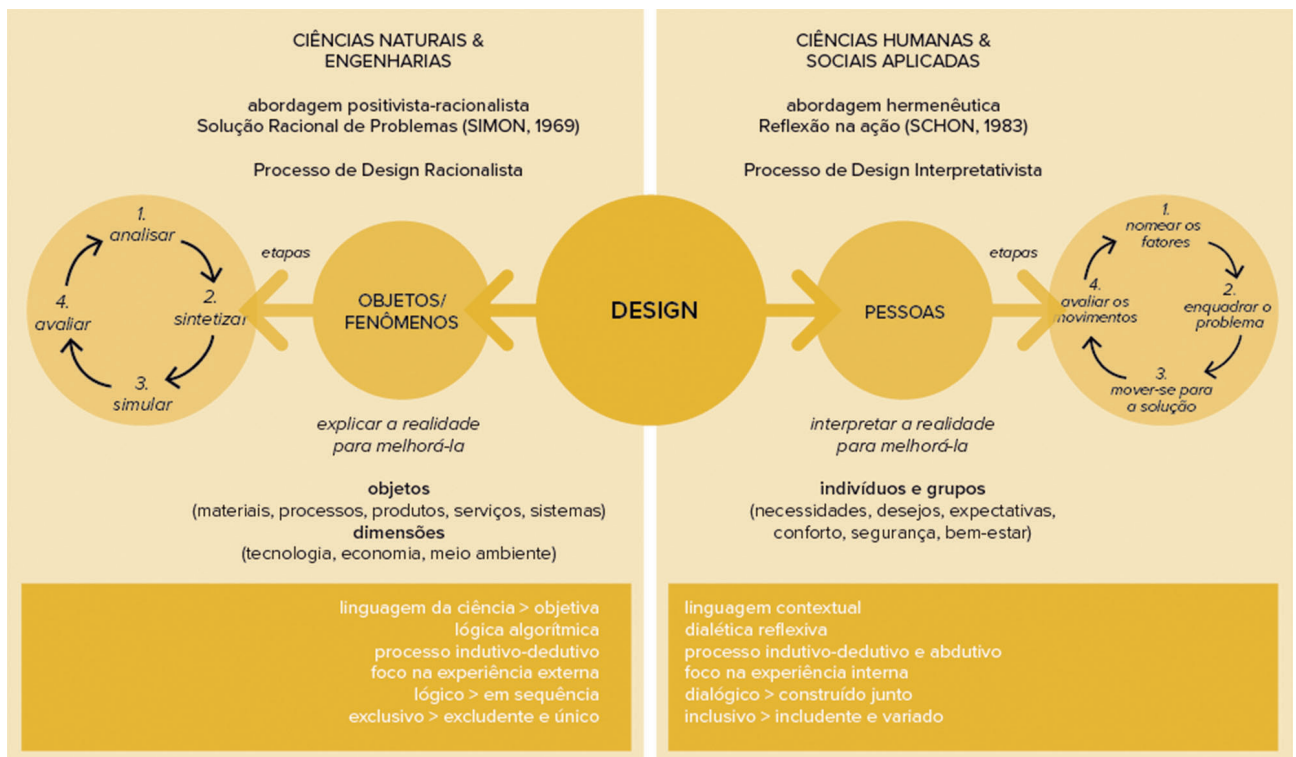 CIÊNCIAS NATURAIS &
ENGENHARIAS
abordagem positivista-racionalista
Solução Racional de Problemas (SIMON, 1969)
Processo de Design Racionalista
etapas
1.
analisar
2.
sintetizar
3.
simular
4.
avaliar
OBJETOS/
FENÔMENOS
explicar a realidade
para melhorá-la
objetos
(materiais, processos, produtos, serviços, sistemas)
dimensões
(tecnologia, economia, meio ambiente)
linguagem da ciência > objetiva
lógica algorítmica
processo indutivo-dedutivo
foco na experiência externa
lógico > em sequência
exclusivo > excludente e único
DESIGN
CIÊNCIAS HUMANAS &
SOCIAIS APLICADAS
abordagem hermenêutica
Reflexão na ação (SCHON, 1983)
Processo de Design Interpretativista
PESSOAS
etapas
1.
nomear os
fatores
2.
enquadrar o
problema
3.
mover-se para
a solução
4.
avaliar os
movimentos
interpretar a realidade
para melhorá-la
indivíduos e grupos
(necessidades, desejos, expectativas,
conforto, segurança, bem-estar)
linguagem contextual
dialética reflexiva
processo indutivo-dedutivo e abdutivo
foco na experiência interna
dialógico > construído junto
inclusivo > includente e variado